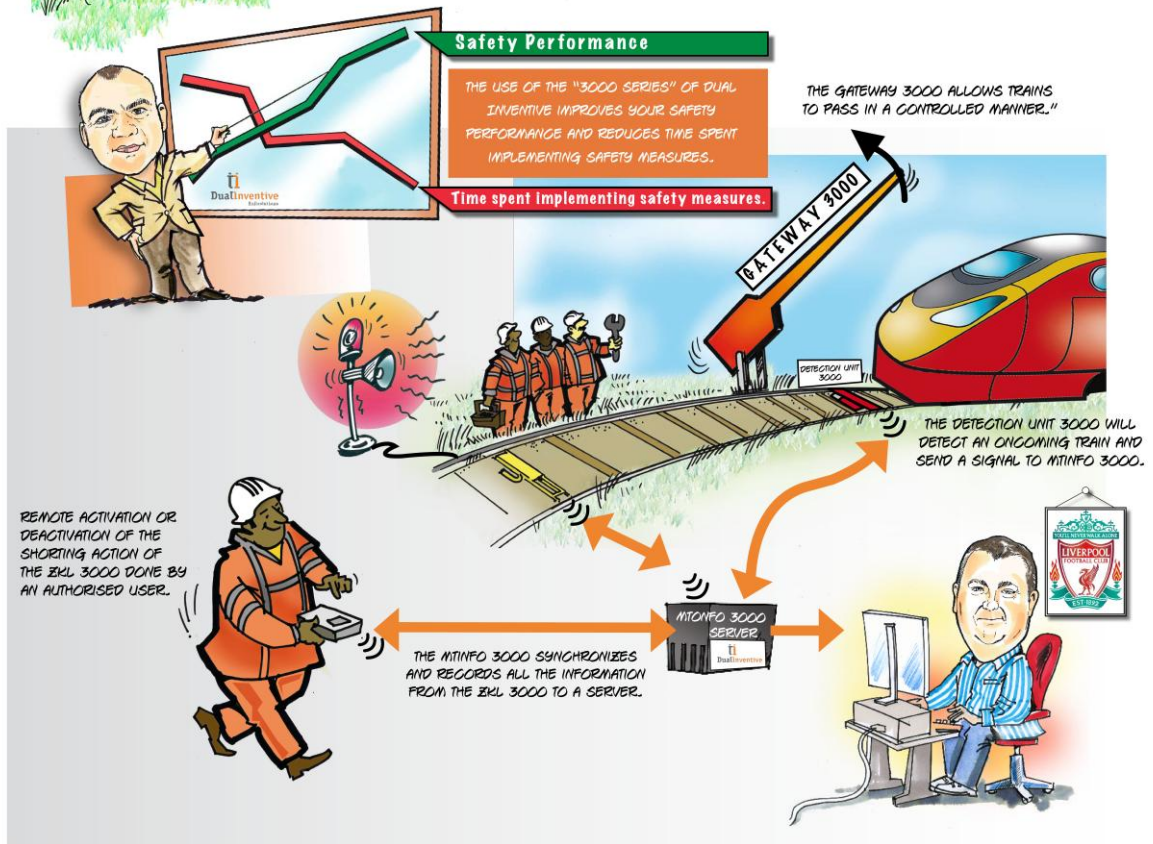 Safety Performance
THE USE OF THE "3000 SERIES" OF DUAL
INVENTIVE IMPROVES YOUR SAFETY
PERFORMANCE AND REDUCES TIME SPENT
IMPLEMENTING SAFETY MEASURES.
Time spent implementing safety measures.
DualInventive
THE GATEWAY 3000 ALLOWS TRAINS
TO PASS IN A CONTROLLED MANNER."
GATEWAY 3000
DETECTION UNIT
3000
THE DETECTION UNIT 3000 WILL
DETECT AN ONCOMING TRAIN AND
SEND A SIGNAL TO MTINFO 3000.
REMOTE ACTIVATION OR
DEACTIVATION OF THE
SHORTING ACTION OF
THE ZKL 3000 DONE BY
AN AUTHORISED USER.
MTONFO 3000
SERVER
DualInventive
THE MTINFO 3000 SYNCHRONIZES
AND RECORDS ALL THE INFORMATION
FROM THE ZKL 3000 TO A SERVER.
YOU'LL NEVER WALK ALONE
LIVERPOOL
FOOTBALL CLUB
EST 1892